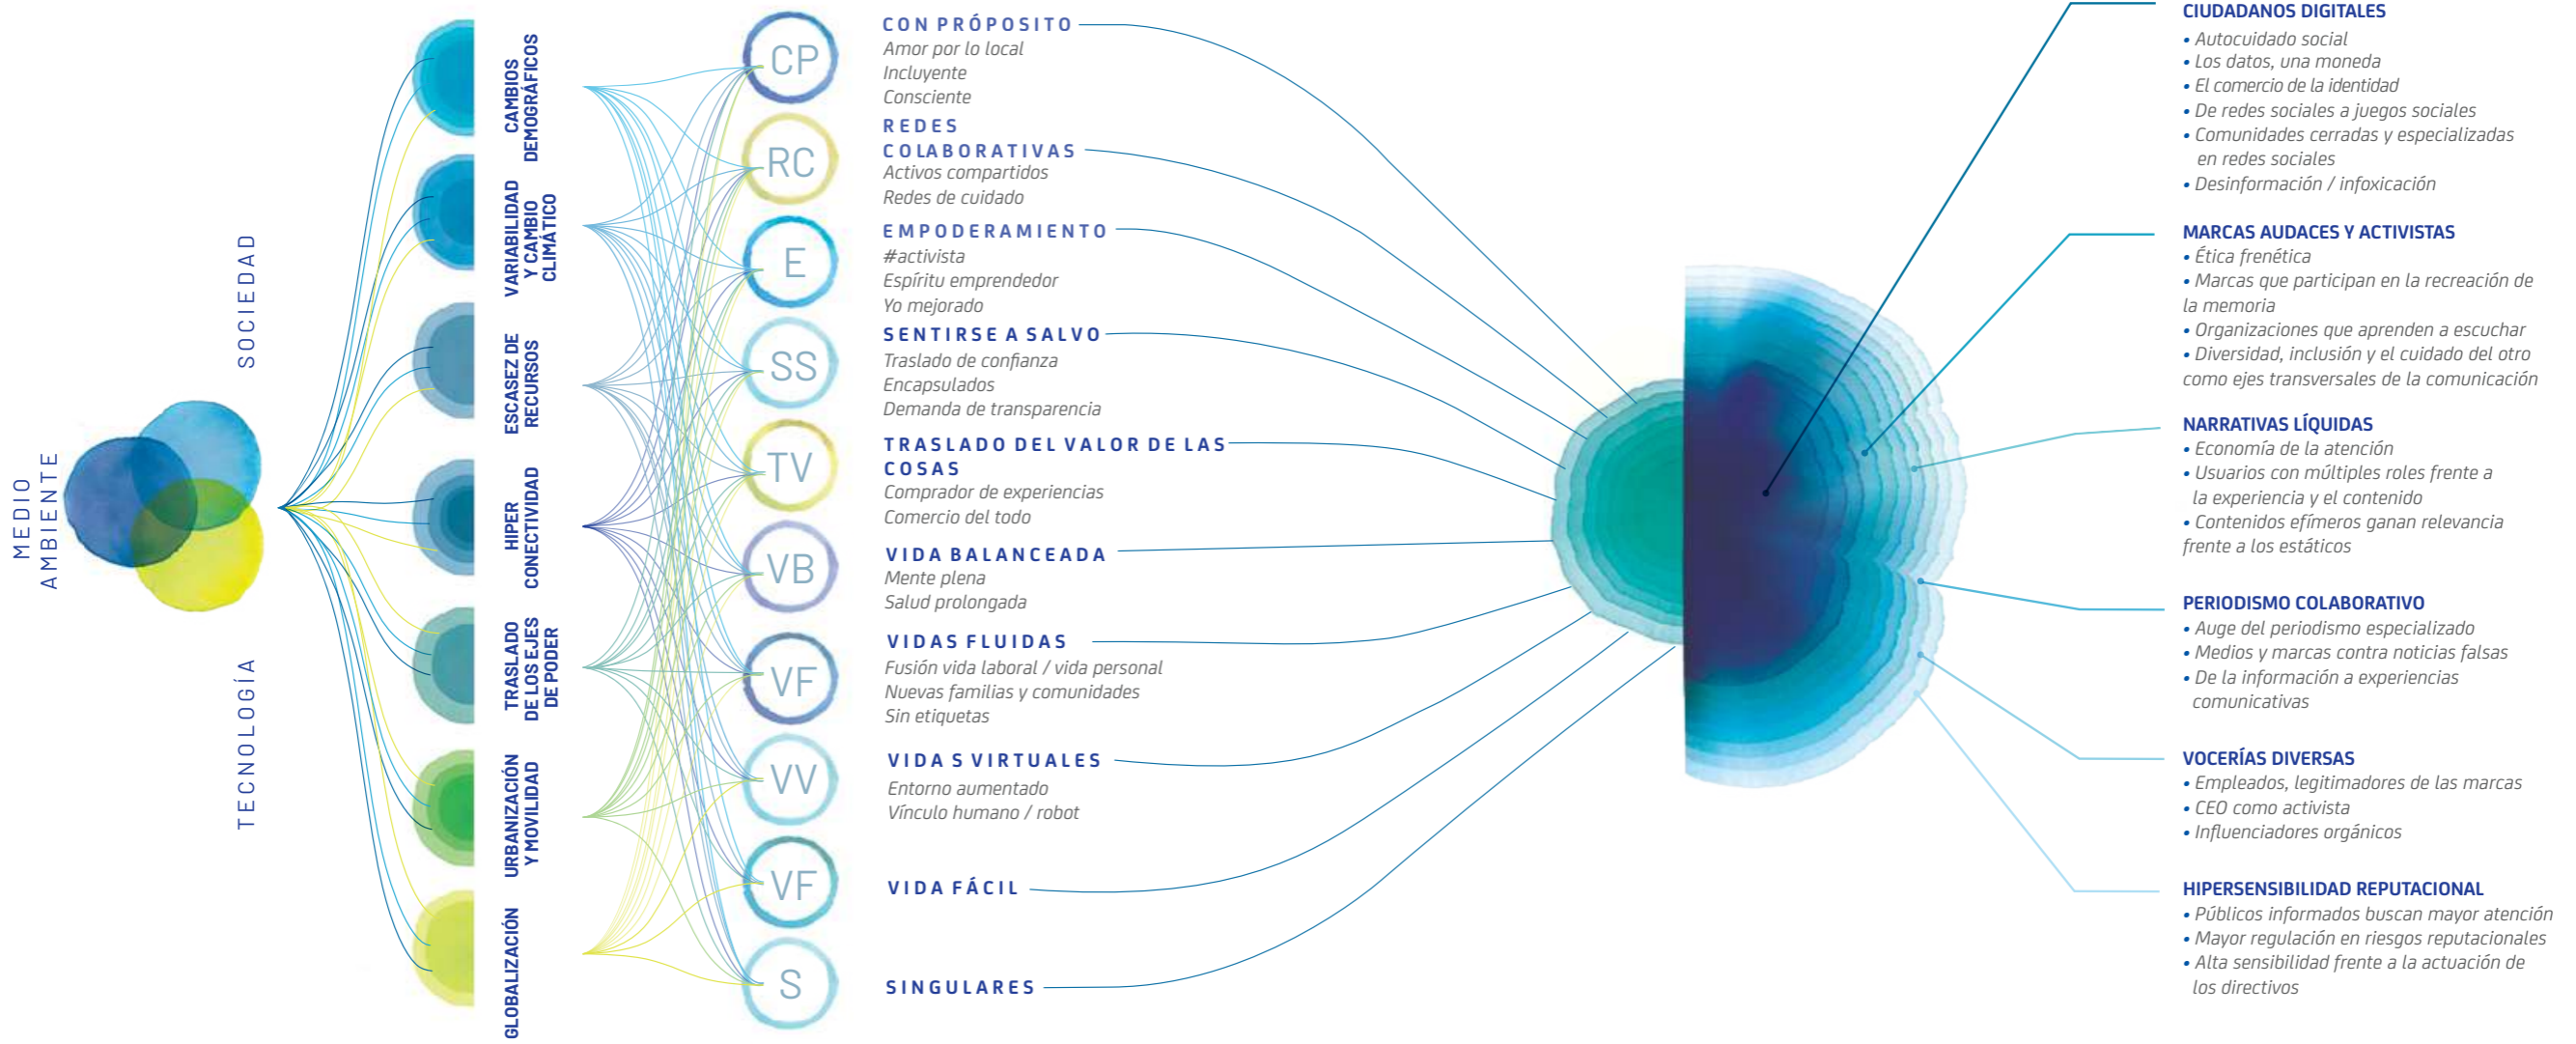 MEDIO
AMBIENTE
SOCIEDAD
TECNOLOGÍA
CAMBIOS
DEMOGRÁFICOS
VARIABILIDAD
Y CAMBIO
CLIMÁTICO
ESCASEZ DE
RECURSOS
HIPER
CONECTIVIDAD
TRASLADO
DE LOS EJES
DE PODER
URBANIZACIÓN
Y MOVILIDAD
GLOBALIZACIÓN
CP
RC
E
SS
TV
VB
VF
VV
VF
S
CON PRÓPOSITO
Amor por lo local
Incluyente
Consciente
REDES
COLABORATIVAS
Activos compartidos
Redes de cuidado
EMPODERAMIENTO
#activista
Espíritu emprendedor
Yo mejorado
SENTIRSE A SALVO
Traslado de confianza
Encapsulados
Demanda de transparencia
TRASLADO DEL VALOR DE LAS
COSAS
Comprador de experiencias
Comercio del todo
VIDA BALANCEADA
Mente plena
Salud prolongada
VIDAS FLUIDAS
Fusión vida laboral / vida personal
Nuevas familias y comunidades
Sin etiquetas
VIDA S VIRTUALES
Entorno aumentado
Vínculo humano / robot
VIDA FÁCIL
SINGULARES
CIUDADANOS DIGITALES
• Autocuidado social
• Los datos, una moneda
• El comercio de la identidad
• De redes sociales a juegos sociales
• Comunidades cerradas y especializadas
en redes sociales
• Desinformación / infoxicación
MARCAS AUDACES Y ACTIVISTAS
• Ética frenética
• Marcas que participan en la recreación de
la memoria
• Organizaciones que aprenden a escuchar
• Diversidad, inclusión y el cuidado del otro
como ejes transversales de la comunicación
NARRATIVAS LÍQUIDAS
• Economía de la atención
• Usuarios con múltiples roles frente a
la experiencia y el contenido
• Contenidos efímeros ganan relevancia
frente a los estáticos
PERIODISMO COLABORATIVO
• Auge del periodismo especializado
• Medios y marcas contra noticias falsas
• De la información a experiencias
comunicativas
VOCERÍAS DIVERSAS
• Empleados, legitimadores de las marcas
• CEO como activista
• Influenciadores orgánicos
HIPERSENSIBILIDAD REPUTACIONAL
• Públicos informados buscan mayor atención
• Mayor regulación en riesgos reputacionales
• Alta sensibilidad frente a la actuación de
los directivos